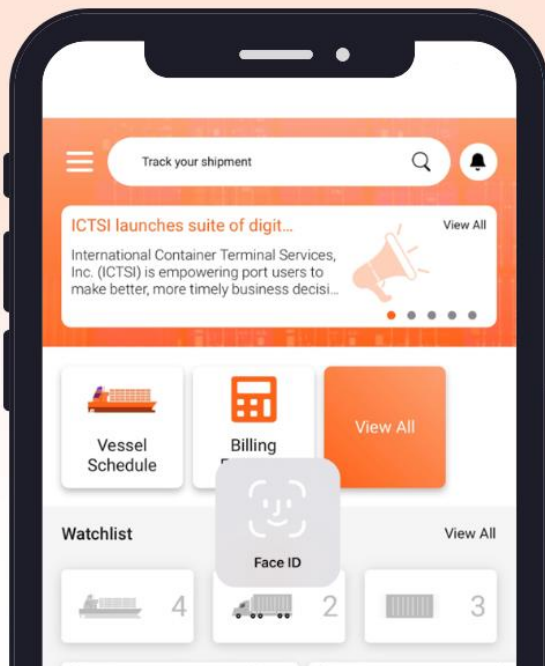 Track your shipment
ICTSI launches suite of digit...
View All
International Container Terminal Services,
Inc. (ICTSI) is empowering port users to
make better, more timely business decisi...
Vessel
Schedule
Billing
View All
Face ID
Watchlist
View All
4
2
3